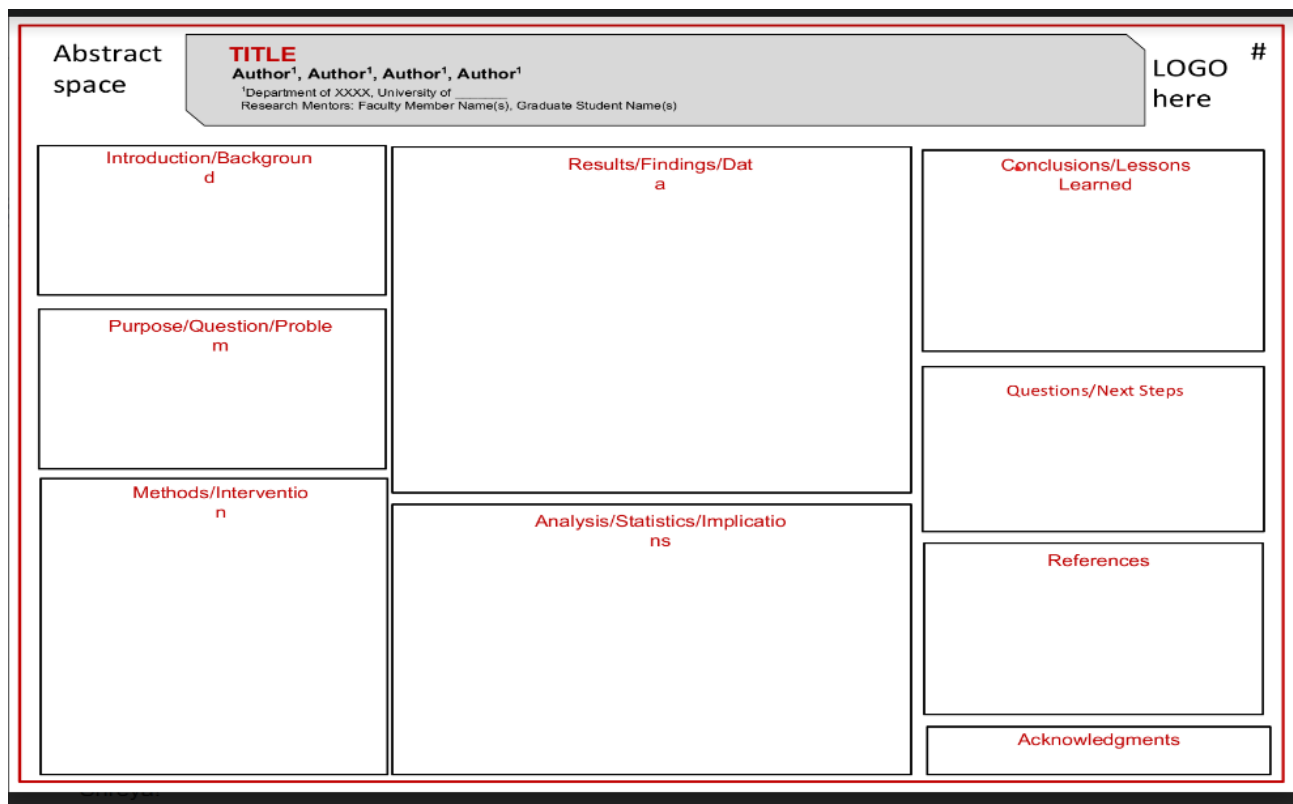 Abstract
space
TITLE
Author¹, Author¹, Author¹, Author¹
¹Department of XXXX, University of ________
Research Mentors: Faculty Member Name(s), Graduate Student Name(s)
LOGO
here
#
Introduction/Backgroun
d
Purpose/Question/Proble
m
Methods/Interventio
n
Results/Findings/Dat
a
Analysis/Statistics/Implicatio
ns
Conclusions/Lessons
Learned
Questions/Next Steps
References
Acknowledgments